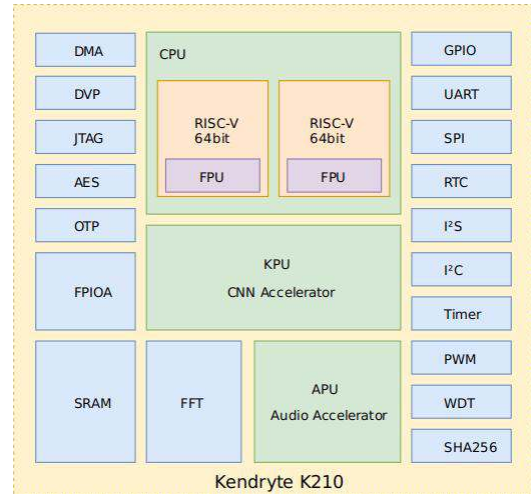 DMA
DVP
JTAG
AES
OTP
FPIOA
SRAM
CPU
RISC-V
64bit
FPU
RISC-V
64bit
FPU
KPU
CNN Accelerator
FFT
APU
Audio Accelerator
GPIO
UART
SPI
RTC
I²S
I²C
Timer
PWM
WDT
SHA256
Kendryte K210